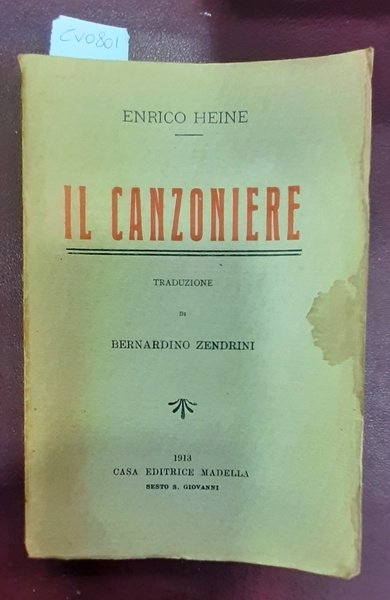 CV0801
ENRICO HEINE
IL CANZONIERE
TRADUZIONE
DI
BERNARDINO ZENDRINI
1913
CASA EDITRICE MADELLA
SESTO S. GIOVANNI